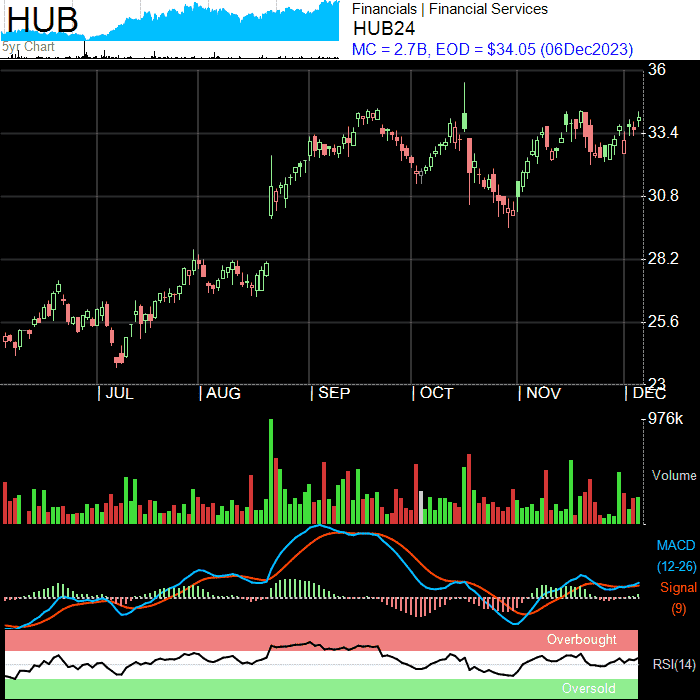 HUB
5yr Chart
Financials | Financial Services
HUB24
MC = 2.7B, EOD = $34.05 (06Dec2023)
36
33.4
30.8
28.2
25.6
23
| JUL | AUG | SEP | OCT | NOV | DEC
976k
Volume
MACD
(12-26)
Signal
(9)
Overbought
RSI(14)
Oversold